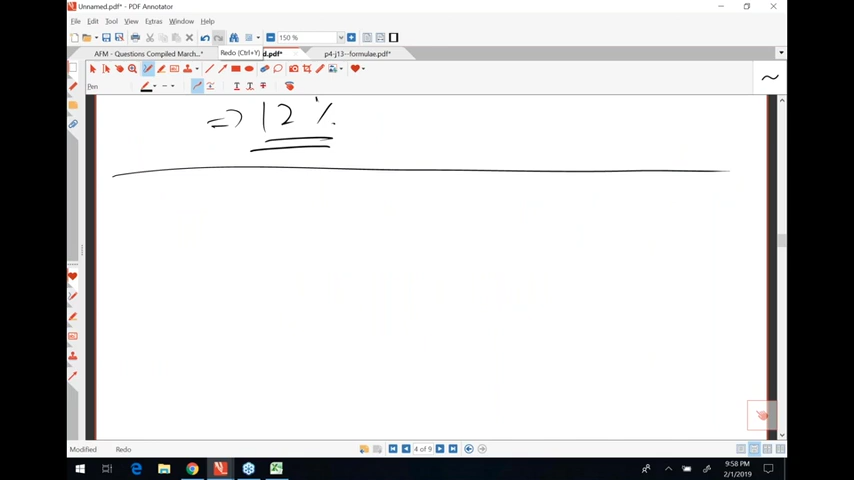 Unnamed.pdf* - PDF Annotator
File Edit View Tool Extras Window Help
150 %
AFM - Questions Compiled March..*
d.pdf*
p4-j13--formulae.pdf*
Redo (Ctrl+Y)
Pen
=> 12 %
4 of 9
Modified
Redo
9:58 PM
2/1/2019